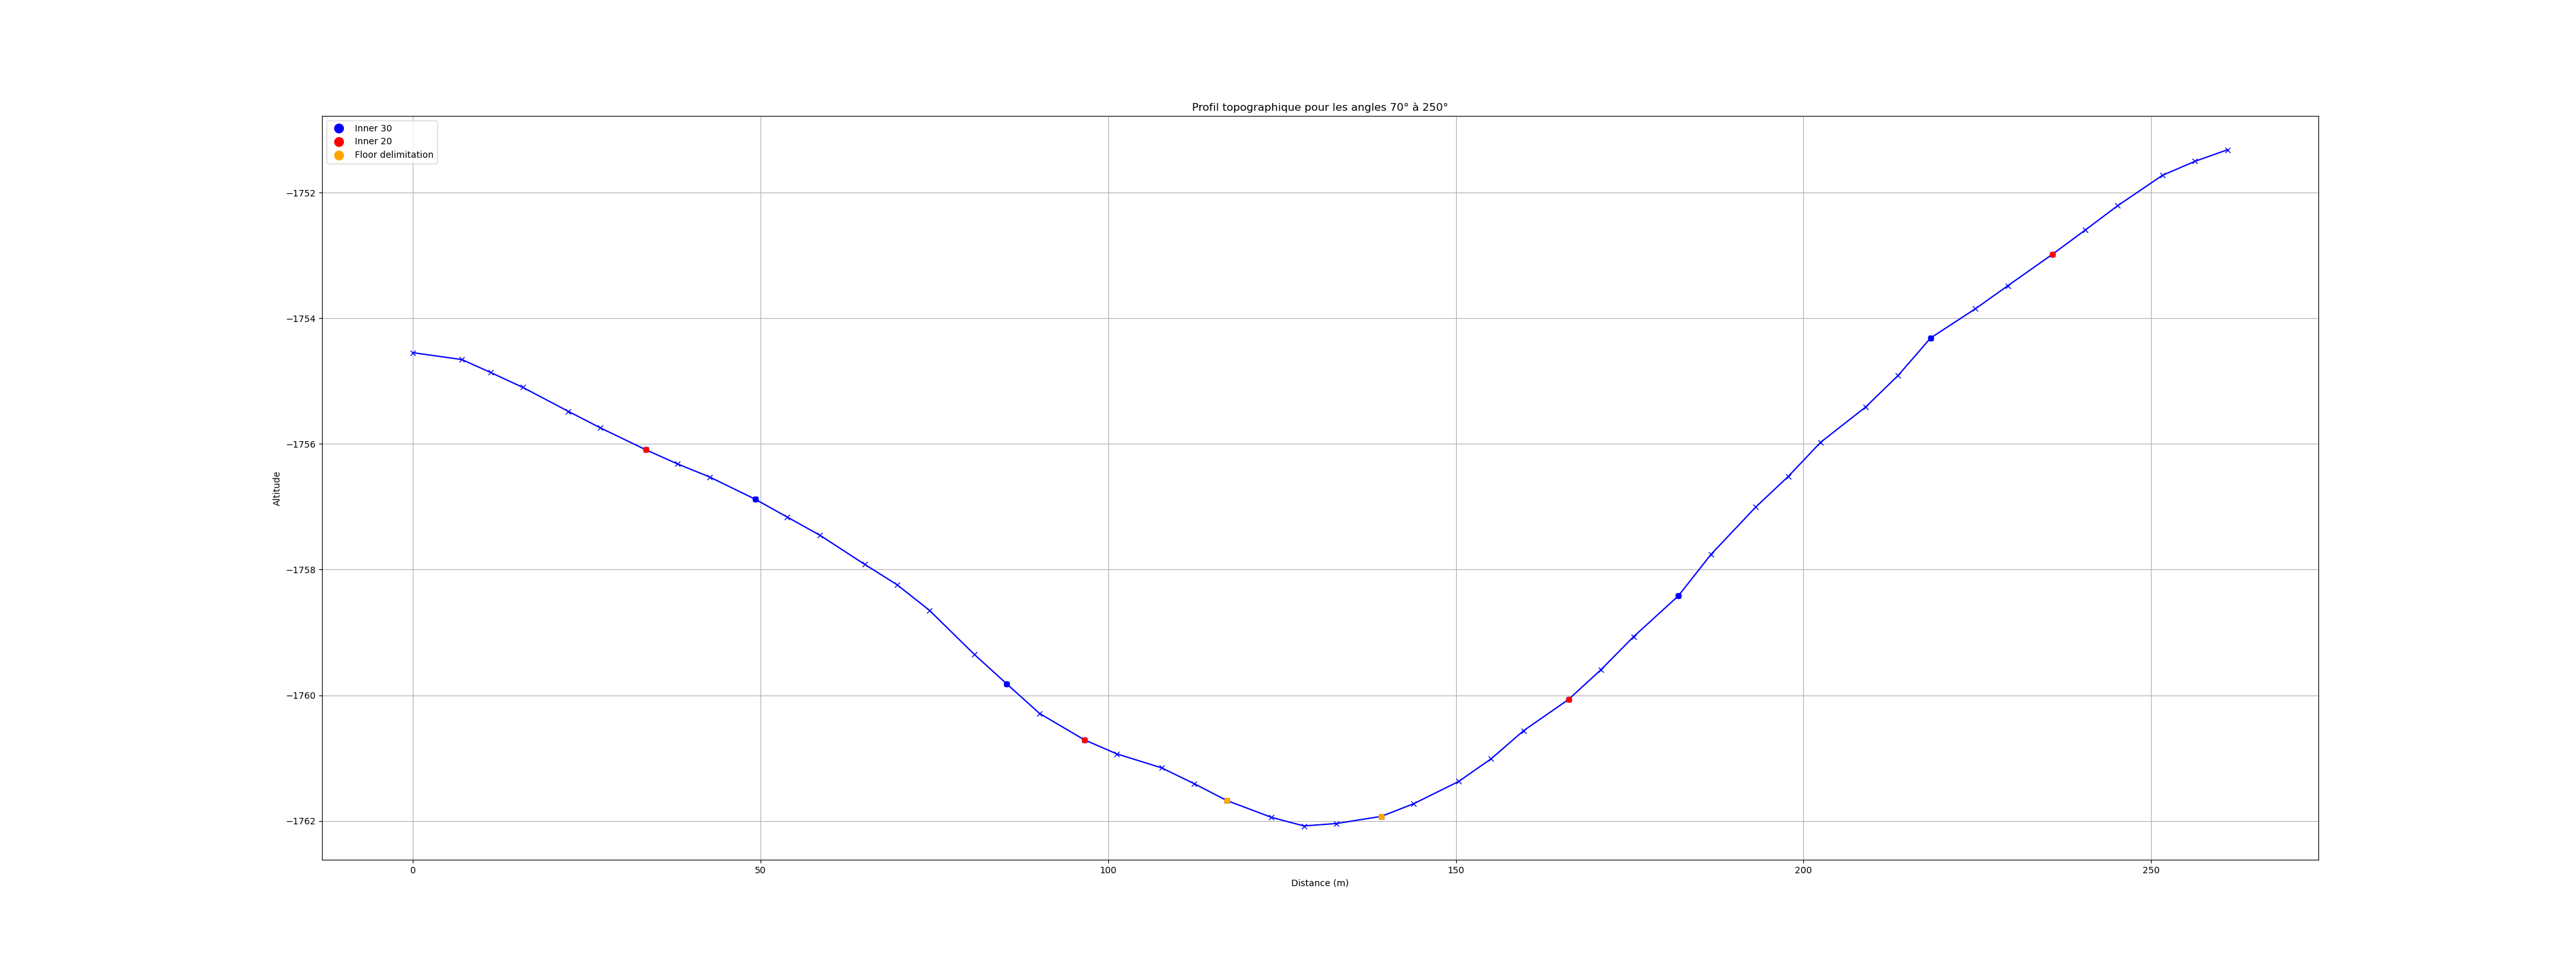 Profil topographique pour les angles 70° à 250°
Inner 30
Inner 20
Floor delimitation
−1752
−1754
−1756
−1758
−1760
−1762
Altitude
0 50 100 150 200 250
Distance (m)